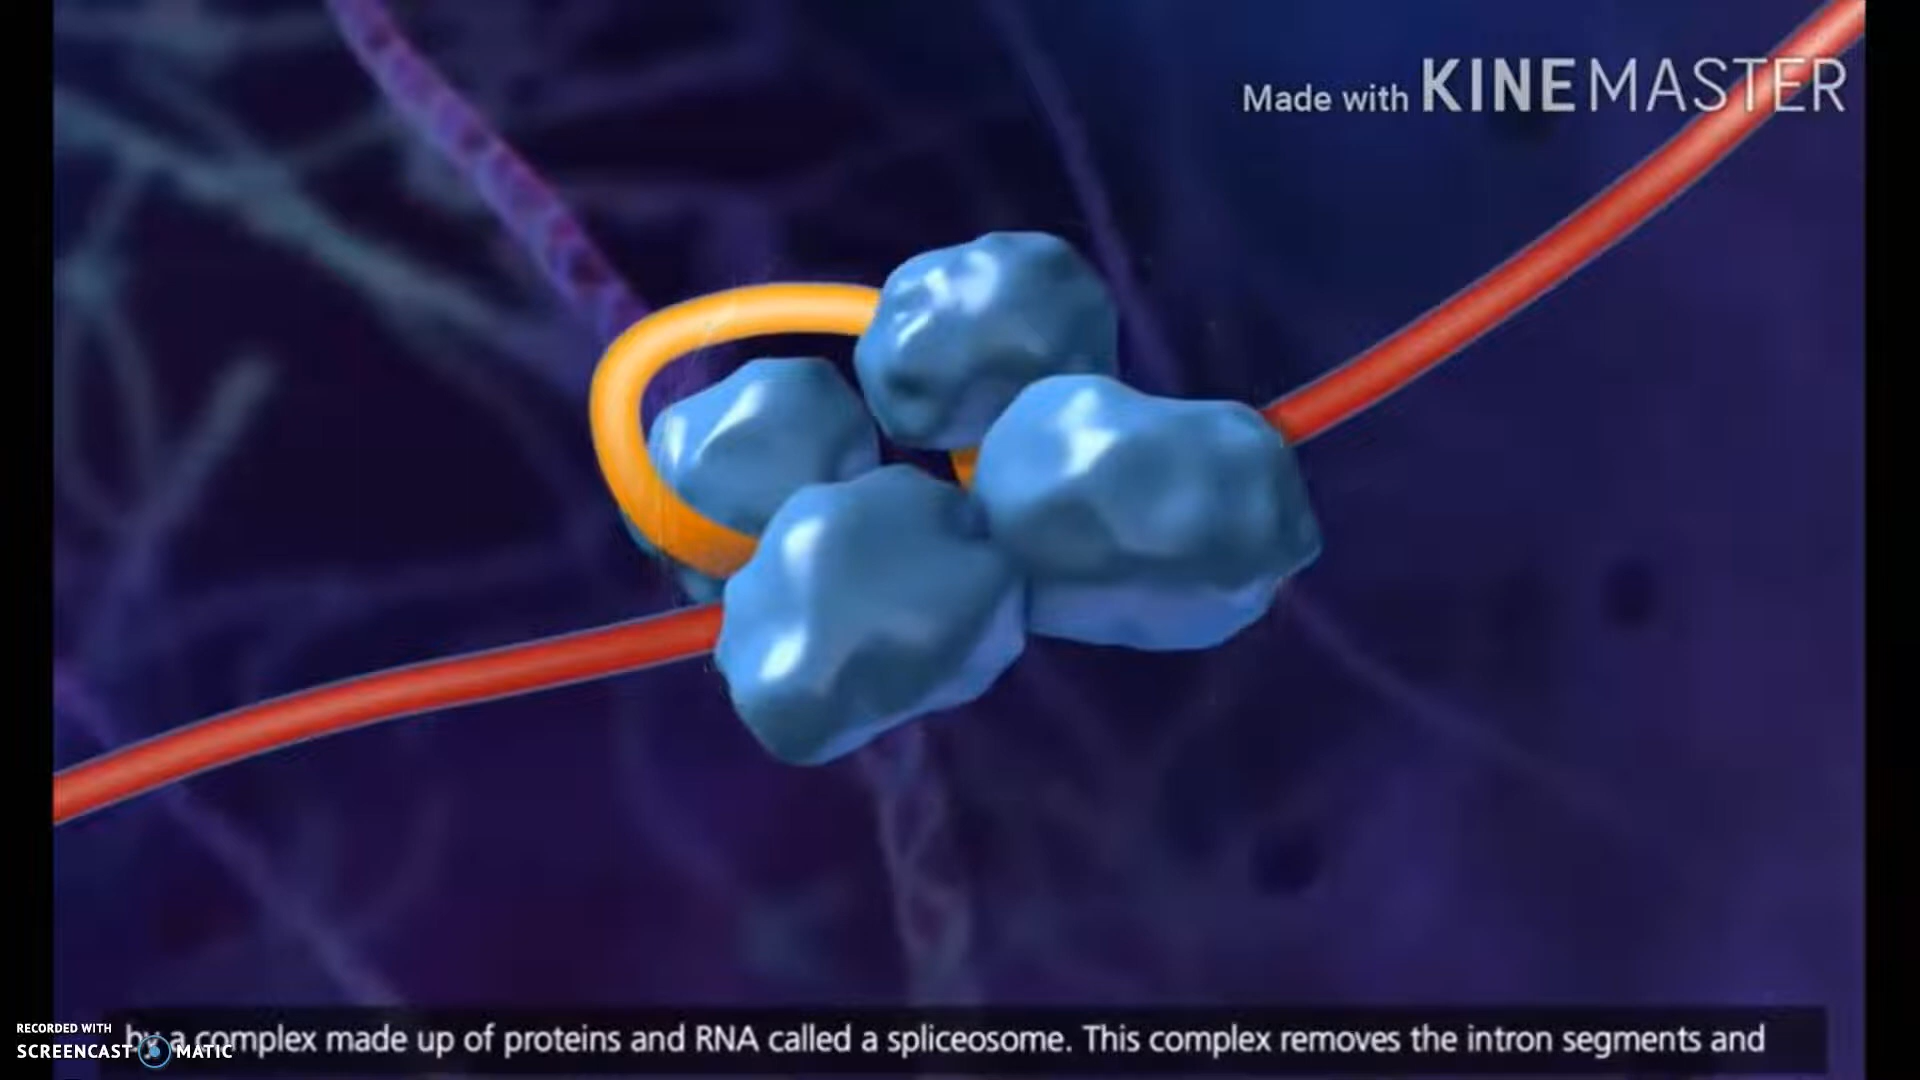 Made with KINEMASTER
by a complex made up of proteins and RNA called a spliceosome. This complex removes the intron segments and
RECORDED WITH
SCREENCAST MATIC